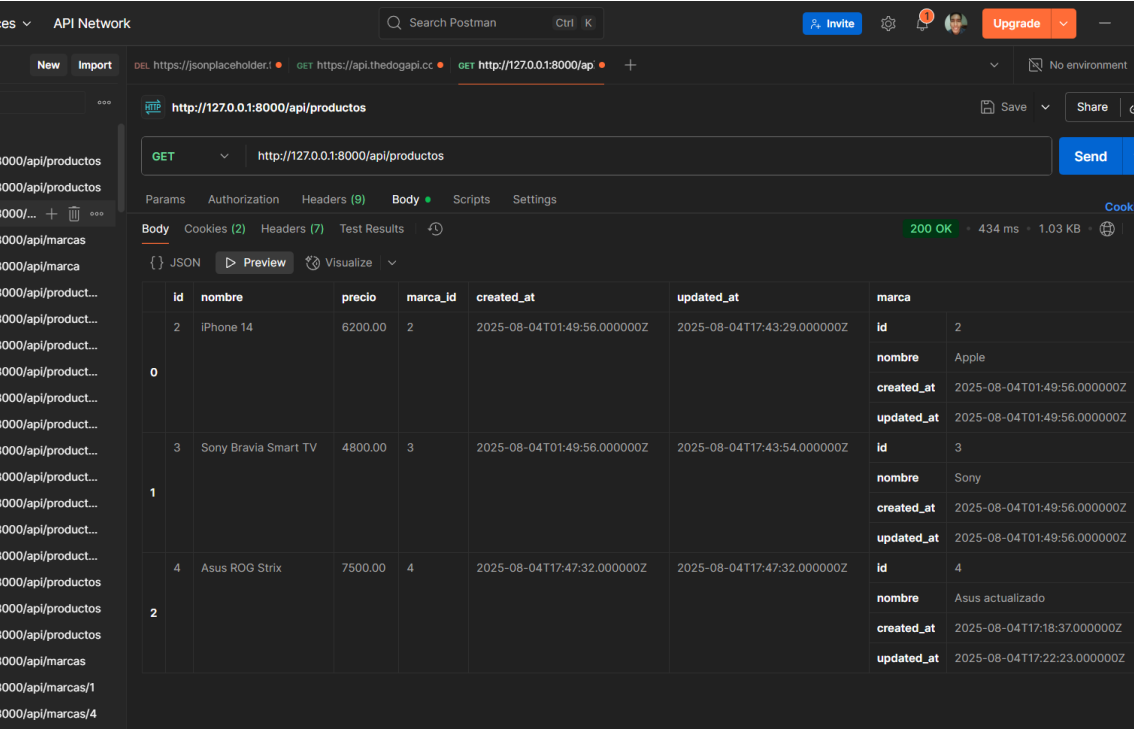 ces API Network Search Postman Ctrl K Invite 1 Upgrade
New Import DEL https://jsonplaceholder.t GET https://api.thedogapi.cc GET http://127.0.0.1:8000/ap No environment
HTTP http://127.0.0.1:8000/api/productos Save Share
GET http://127.0.0.1:8000/api/productos Send
Params Authorization Headers (9) Body Scripts Settings Cook
Body Cookies (2) Headers (7) Test Results 200 OK 434 ms 1.03 KB
{ } JSON Preview Visualize
8000/api/productos
8000/api/productos
8000/...
8000/api/marcas
8000/api/marca
8000/api/product...
8000/api/product...
8000/api/product...
8000/api/product...
8000/api/product...
8000/api/product...
8000/api/product...
8000/api/product...
8000/api/product...
8000/api/product...
8000/api/product...
8000/api/productos
8000/api/productos
8000/api/productos
8000/api/marcas
8000/api/marcas/1
8000/api/marcas/4
id nombre precio marca_id created_at updated_at marca
0 2 iPhone 14 6200.00 2 2025-08-04T01:49:56.000000Z 2025-08-04T17:43:29.000000Z id 2
nombre Apple
created_at 2025-08-04T01:49:56.000000Z
updated_at 2025-08-04T01:49:56.000000Z
1 3 Sony Bravia Smart TV 4800.00 3 2025-08-04T01:49:56.000000Z 2025-08-04T17:43:54.000000Z id 3
nombre Sony
created_at 2025-08-04T01:49:56.000000Z
updated_at 2025-08-04T01:49:56.000000Z
2 4 Asus ROG Strix 7500.00 4 2025-08-04T17:47:32.000000Z 2025-08-04T17:47:32.000000Z id 4
nombre Asus actualizado
created_at 2025-08-04T17:18:37.000000Z
updated_at 2025-08-04T17:22:23.000000Z